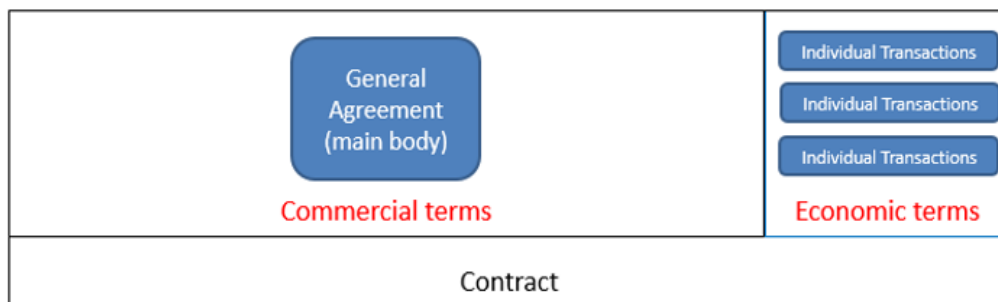 General
Agreement
(main body)
Commercial terms
Individual Transactions
Individual Transactions
Individual Transactions
Economic terms
Contract